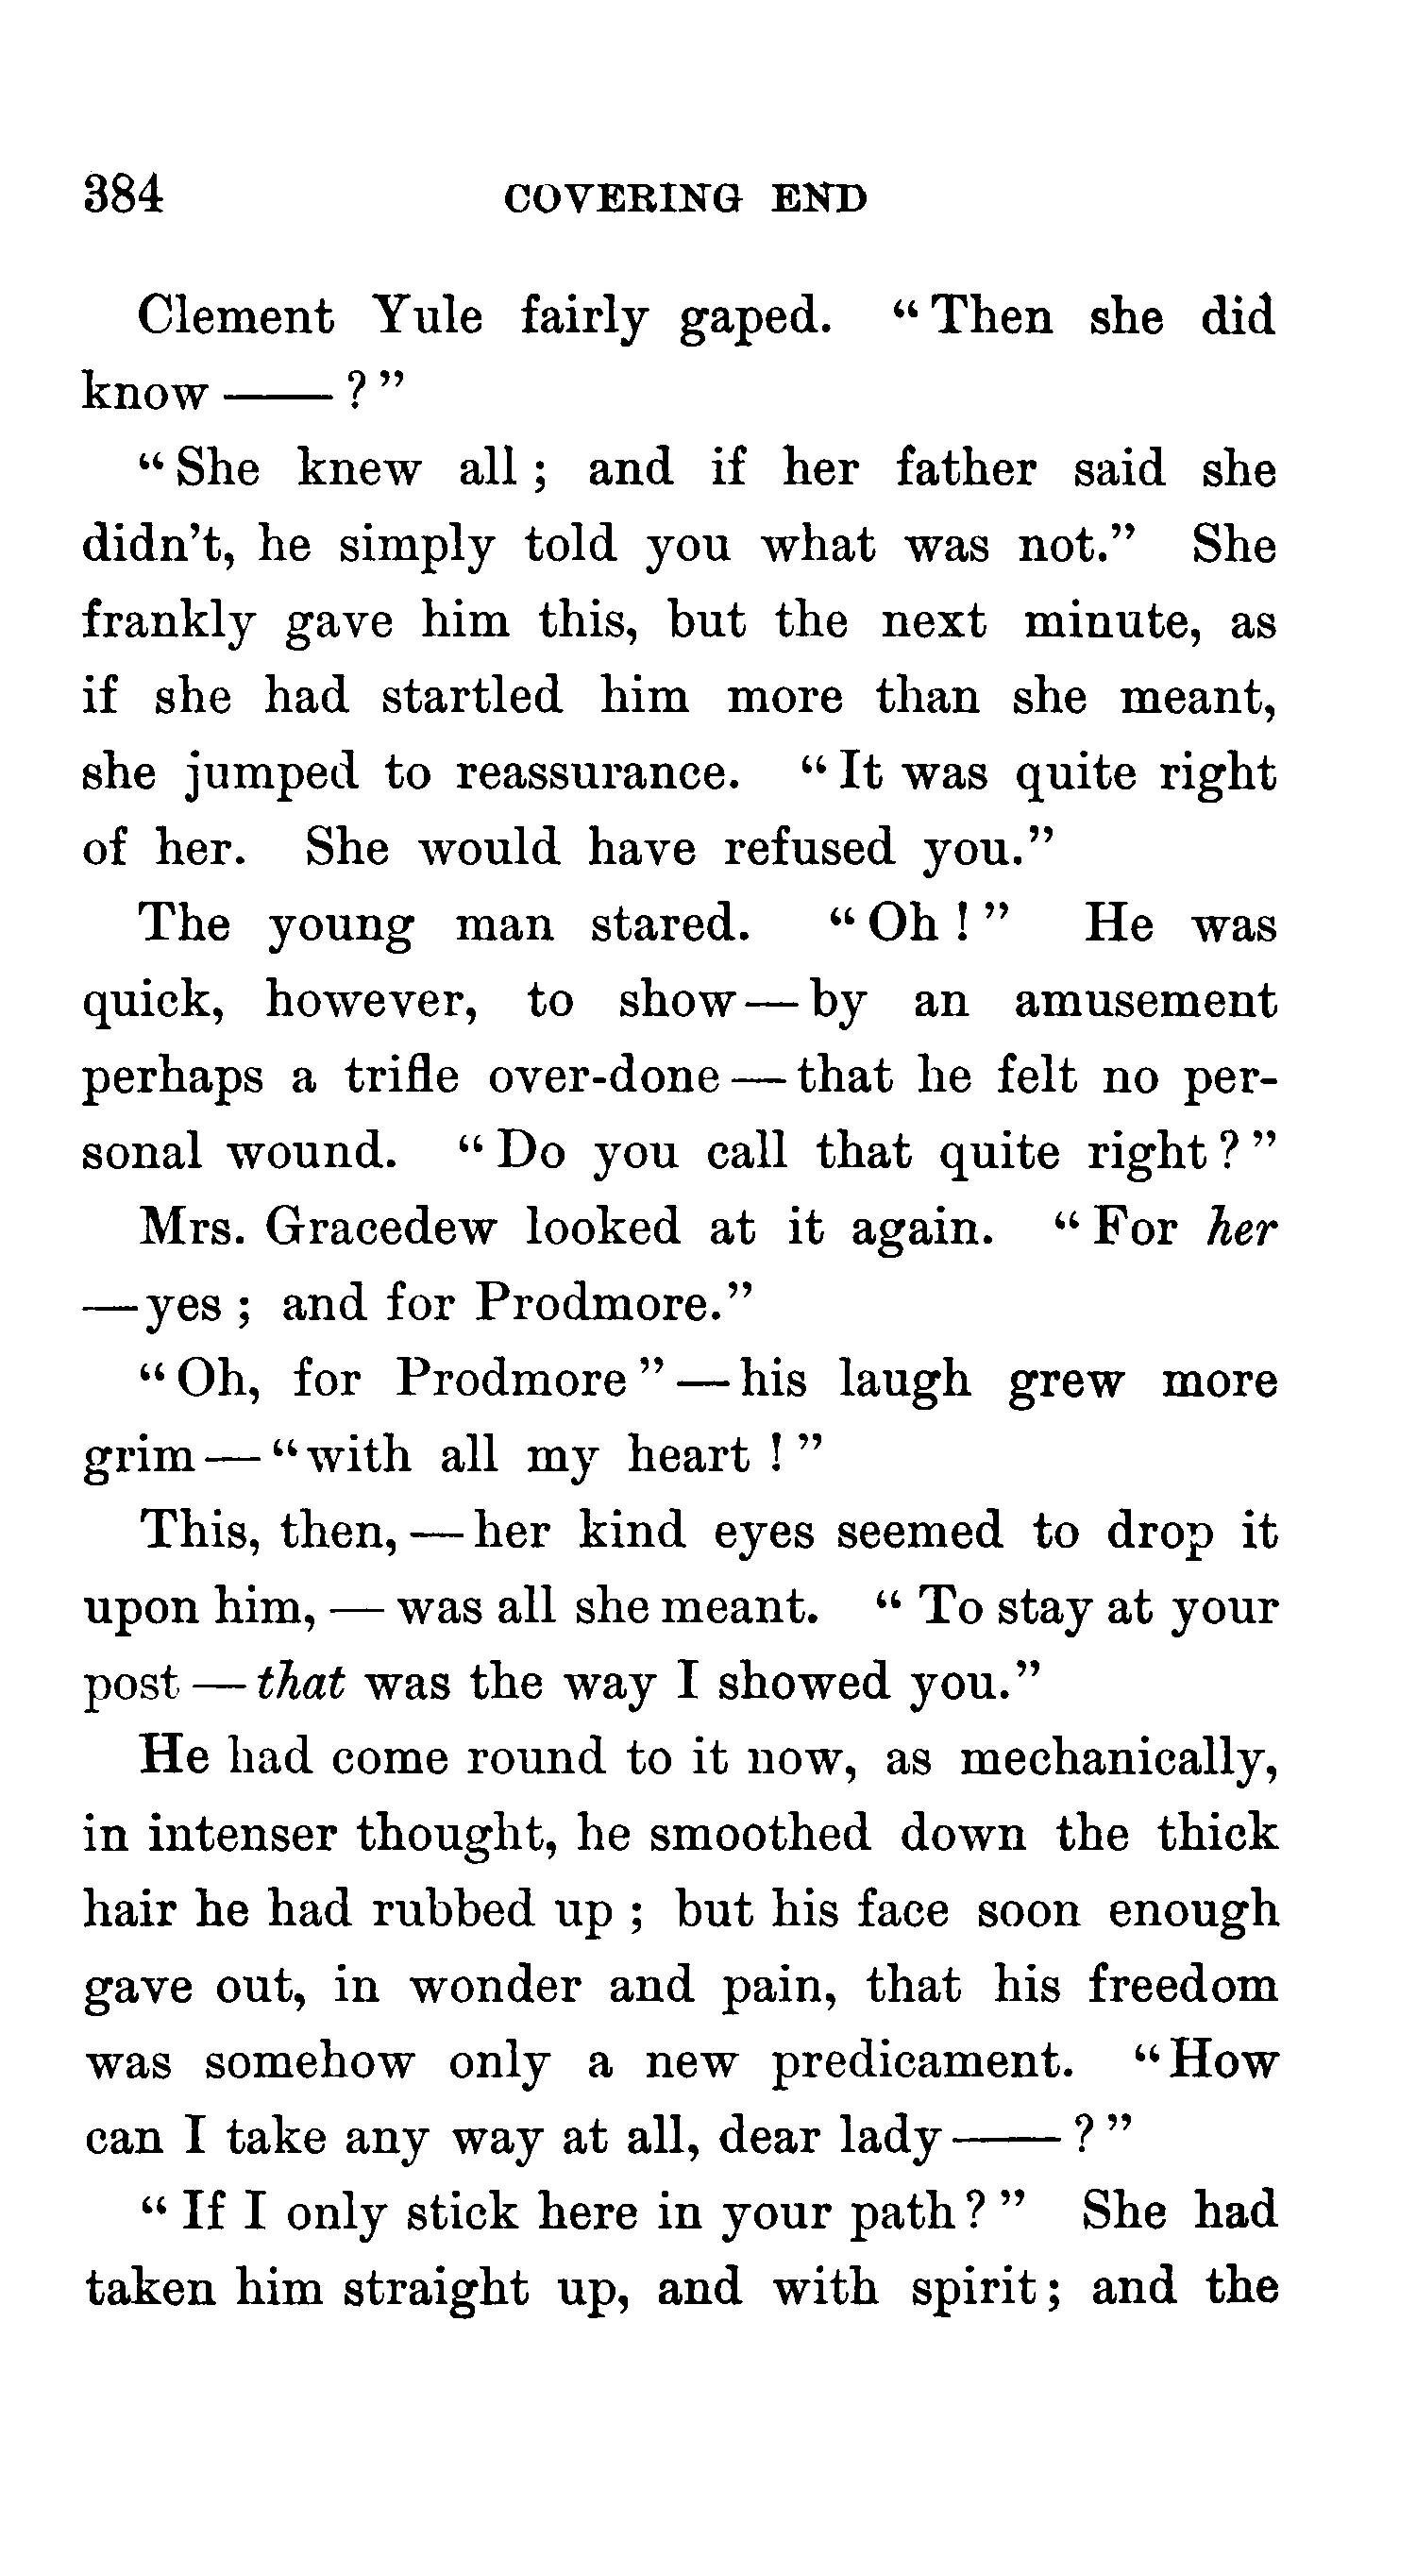 384 COVERING END
Clement Yule fairly gaped. “Then she did
know——?”
“She knew all; and if her father said she
didn't, he simply told you what was not.” She
frankly gave him this, but the next minute, as
if she had startled him more than she meant,
she jumped to reassurance. “It was quite right
of her. She would have refused you.”
The young man stared. “Oh!” He was
quick, however, to show—by an amusement
perhaps a trifle over-done—that he felt no per-
sonal wound. “Do you call that quite right?”
Mrs. Gracedew looked at it again. “For her
—yes; and for Prodmore.”
“Oh, for Prodmore”—his laugh grew more
grim—“with all my heart!”
This, then,—her kind eyes seemed to drop it
upon him,—was all she meant. “To stay at your
post—that was the way I showed you.”
He had come round to it now, as mechanically,
in intenser thought, he smoothed down the thick
hair he had rubbed up; but his face soon enough
gave out, in wonder and pain, that his freedom
was somehow only a new predicament. “How
can I take any way at all, dear lady——?”
“If I only stick here in your path?” She had
taken him straight up, and with spirit; and the